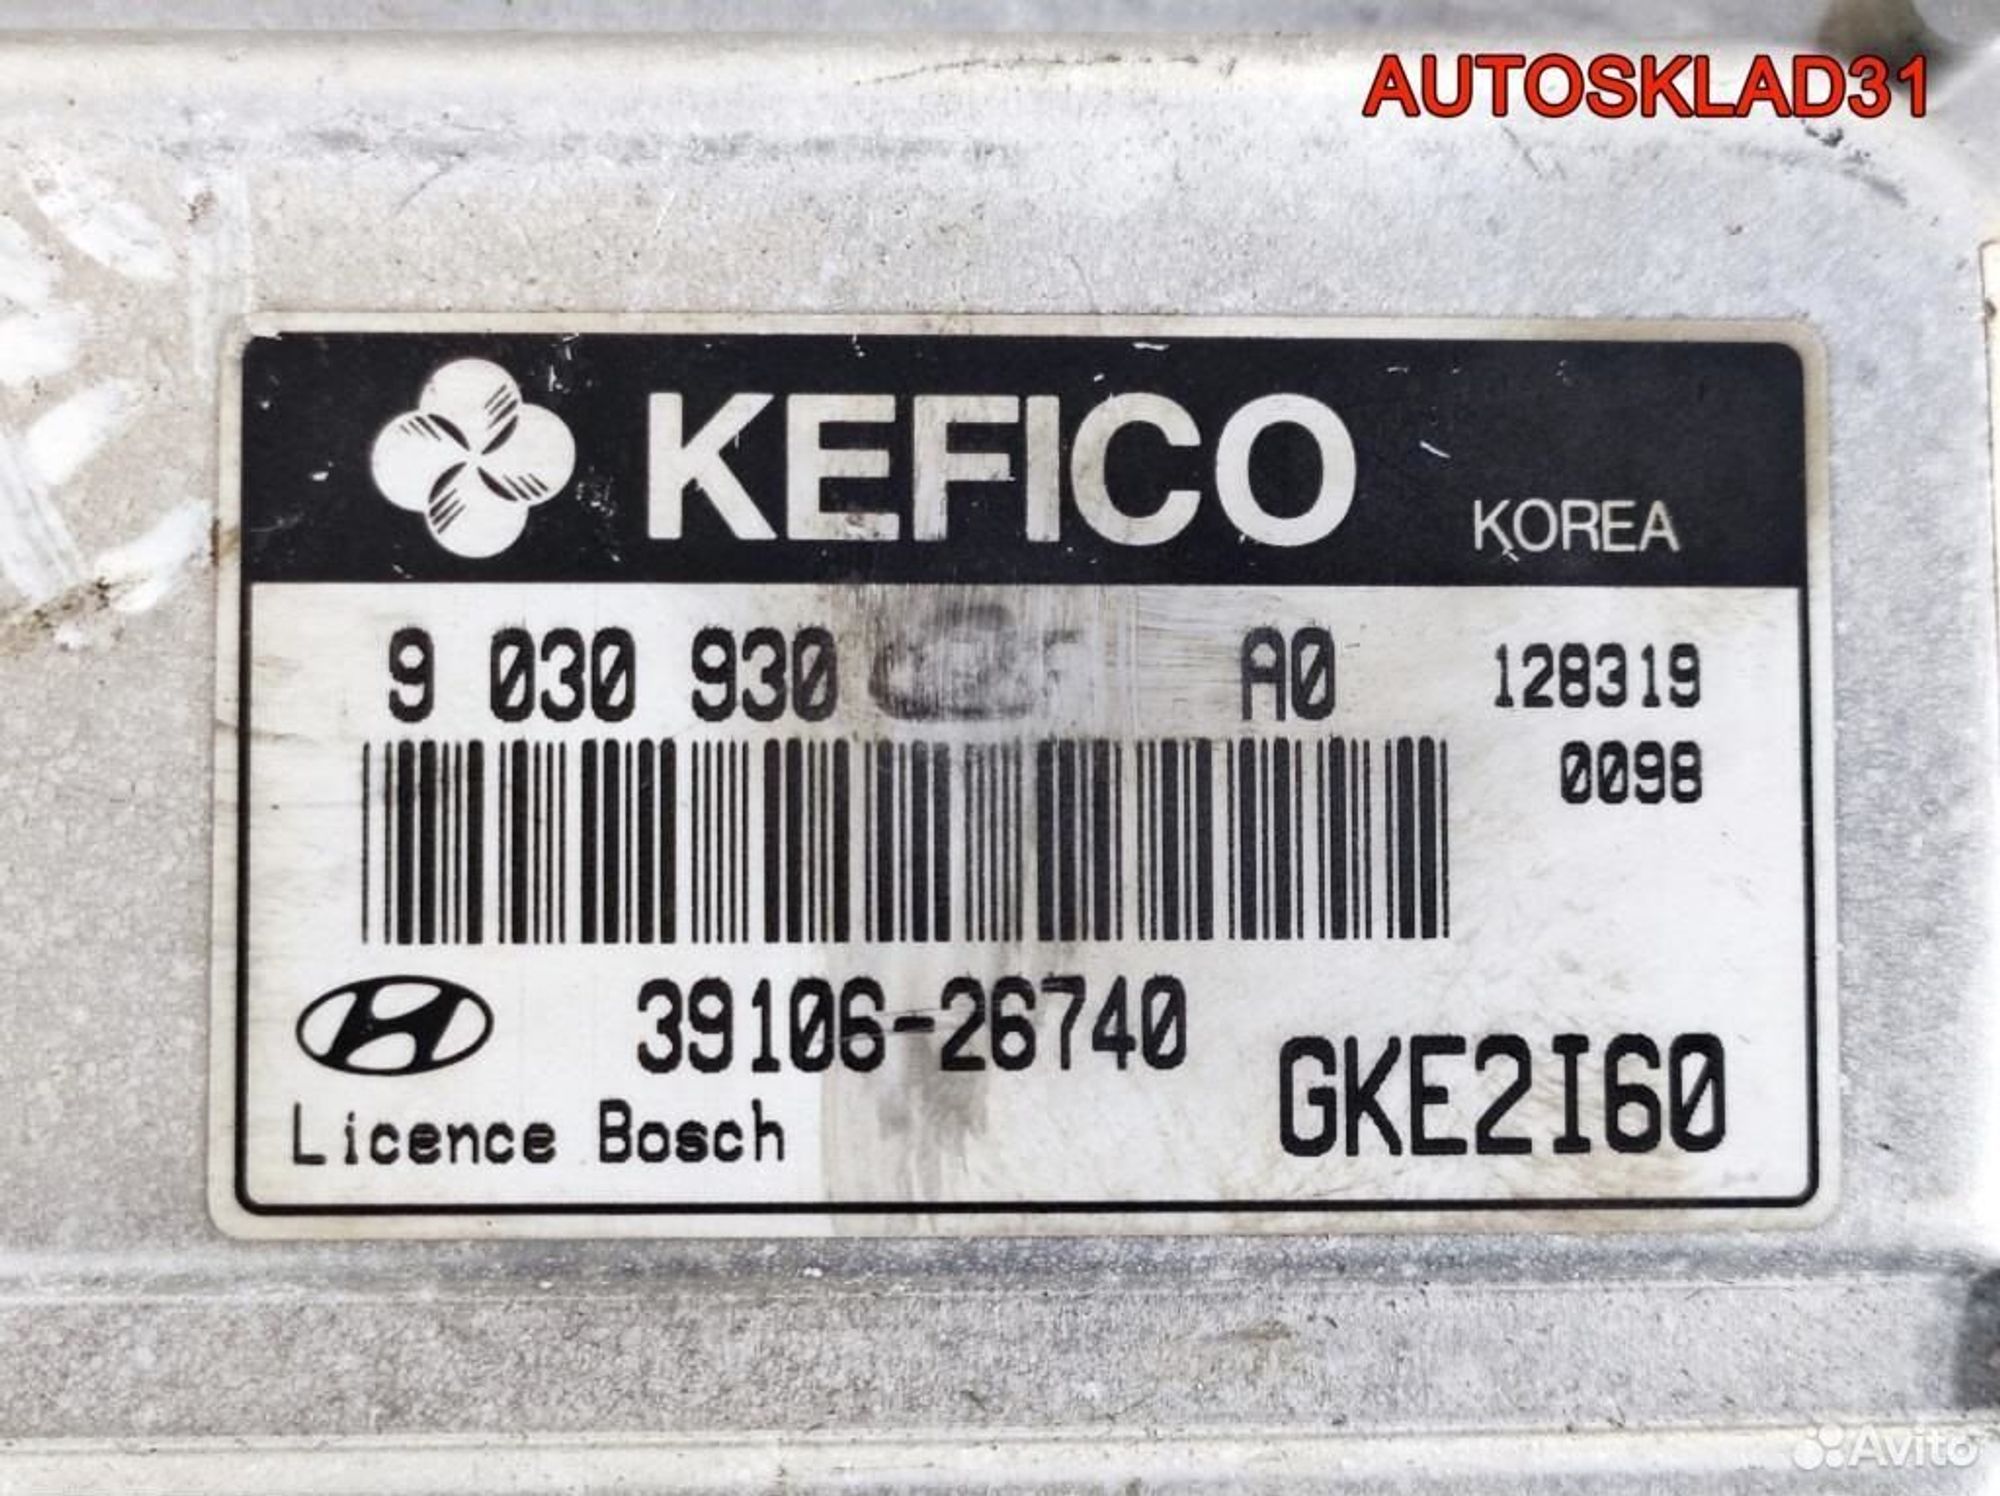 AUTOSKLAD31
KEFICO KOREA
9 030 930 A0 128319
0098
39106-26740
GKE2I60
Licence Bosch
Avito